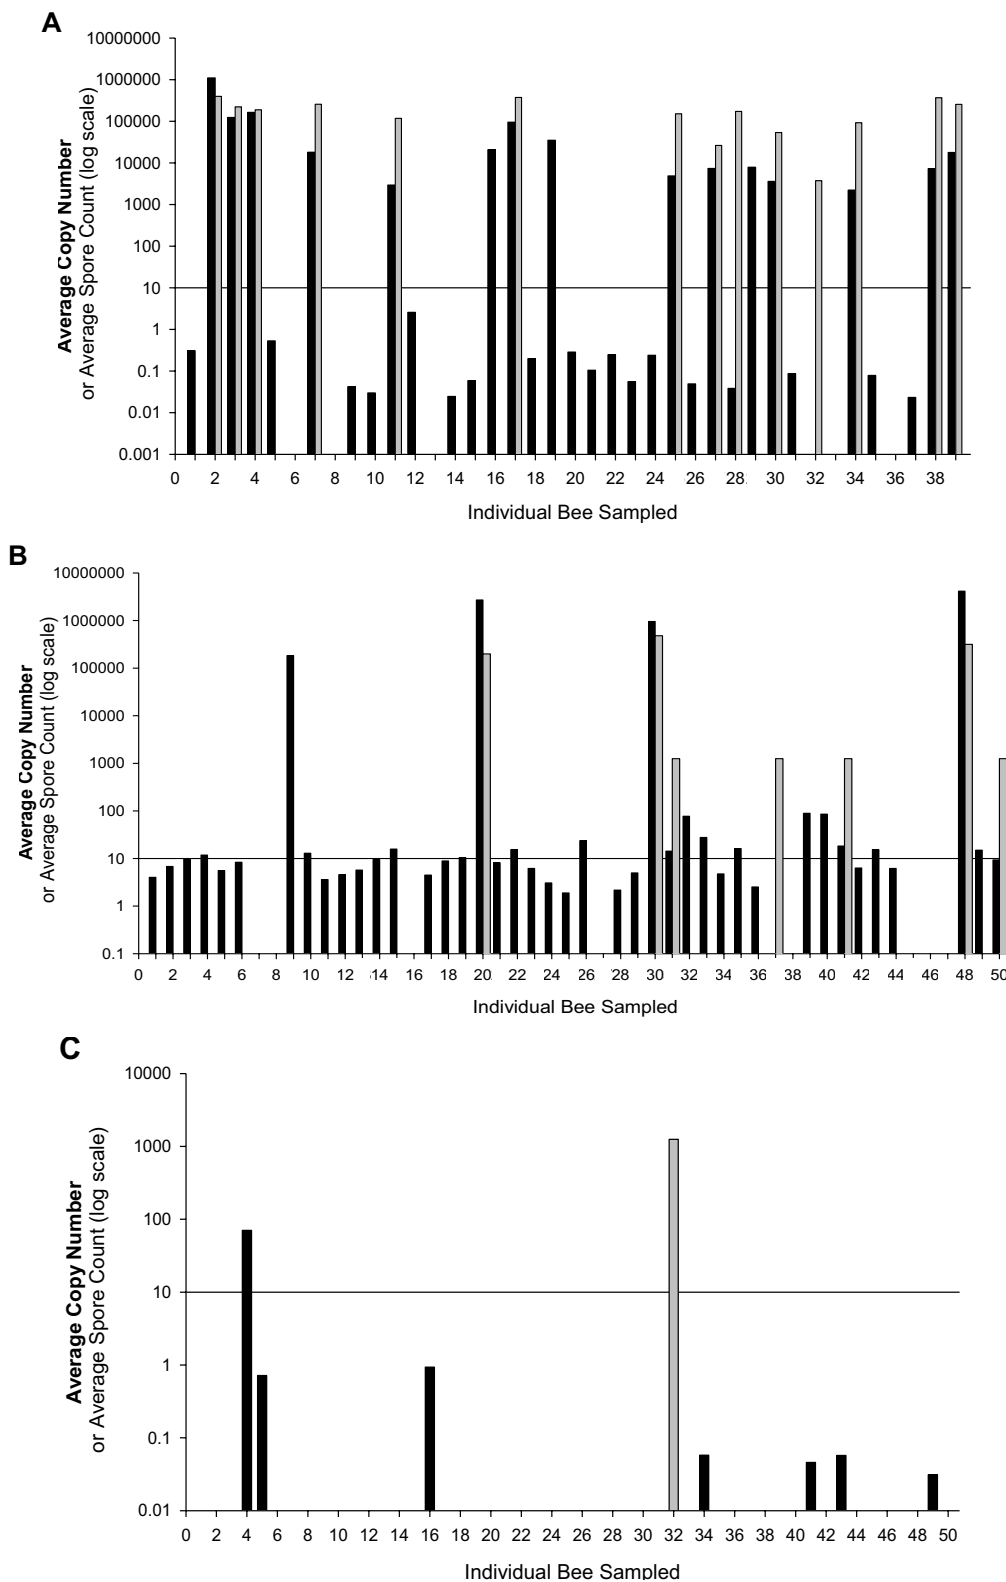 A
10000000
1000000
100000
10000
1000
100
10
1
0.1
0.01
0.001
Average Copy Number
or Average Spore Count (log scale)
0 2 4 6 8 10 12 14 16 18 20 22 24 26 28 30 32 34 36 38
Individual Bee Sampled
B
10000000
1000000
100000
10000
1000
100
10
1
0.1
Average Copy Number
or Average Spore Count (log scale)
0 2 4 6 8 10 12 14 16 18 20 22 24 26 28 30 32 34 36 38 40 42 44 46 48 50
Individual Bee Sampled
C
10000
1000
100
10
1
0.1
0.01
Average Copy Number
or Average Spore Count (log scale)
0 2 4 6 8 10 12 14 16 18 20 22 24 26 28 30 32 34 36 38 40 42 44 46 48 50
Individual Bee Sampled